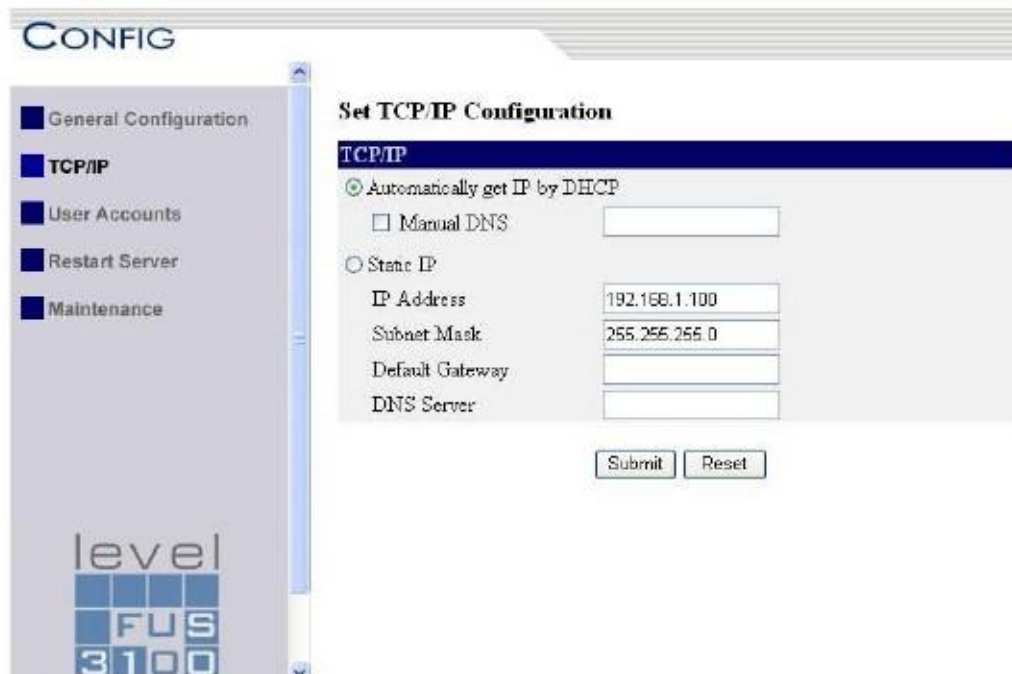 CONFIG
General Configuration
TCP/IP
User Accounts
Restart Server
Maintenance
level
FUS
3100
Set TCP/IP Configuration
TCP/IP
Automatically get IP by DHCP
Manual DNS
Static IP
IP Address 192.168.1.100
Subnet Mask 255.255.255.0
Default Gateway
DNS Server
Submit Reset